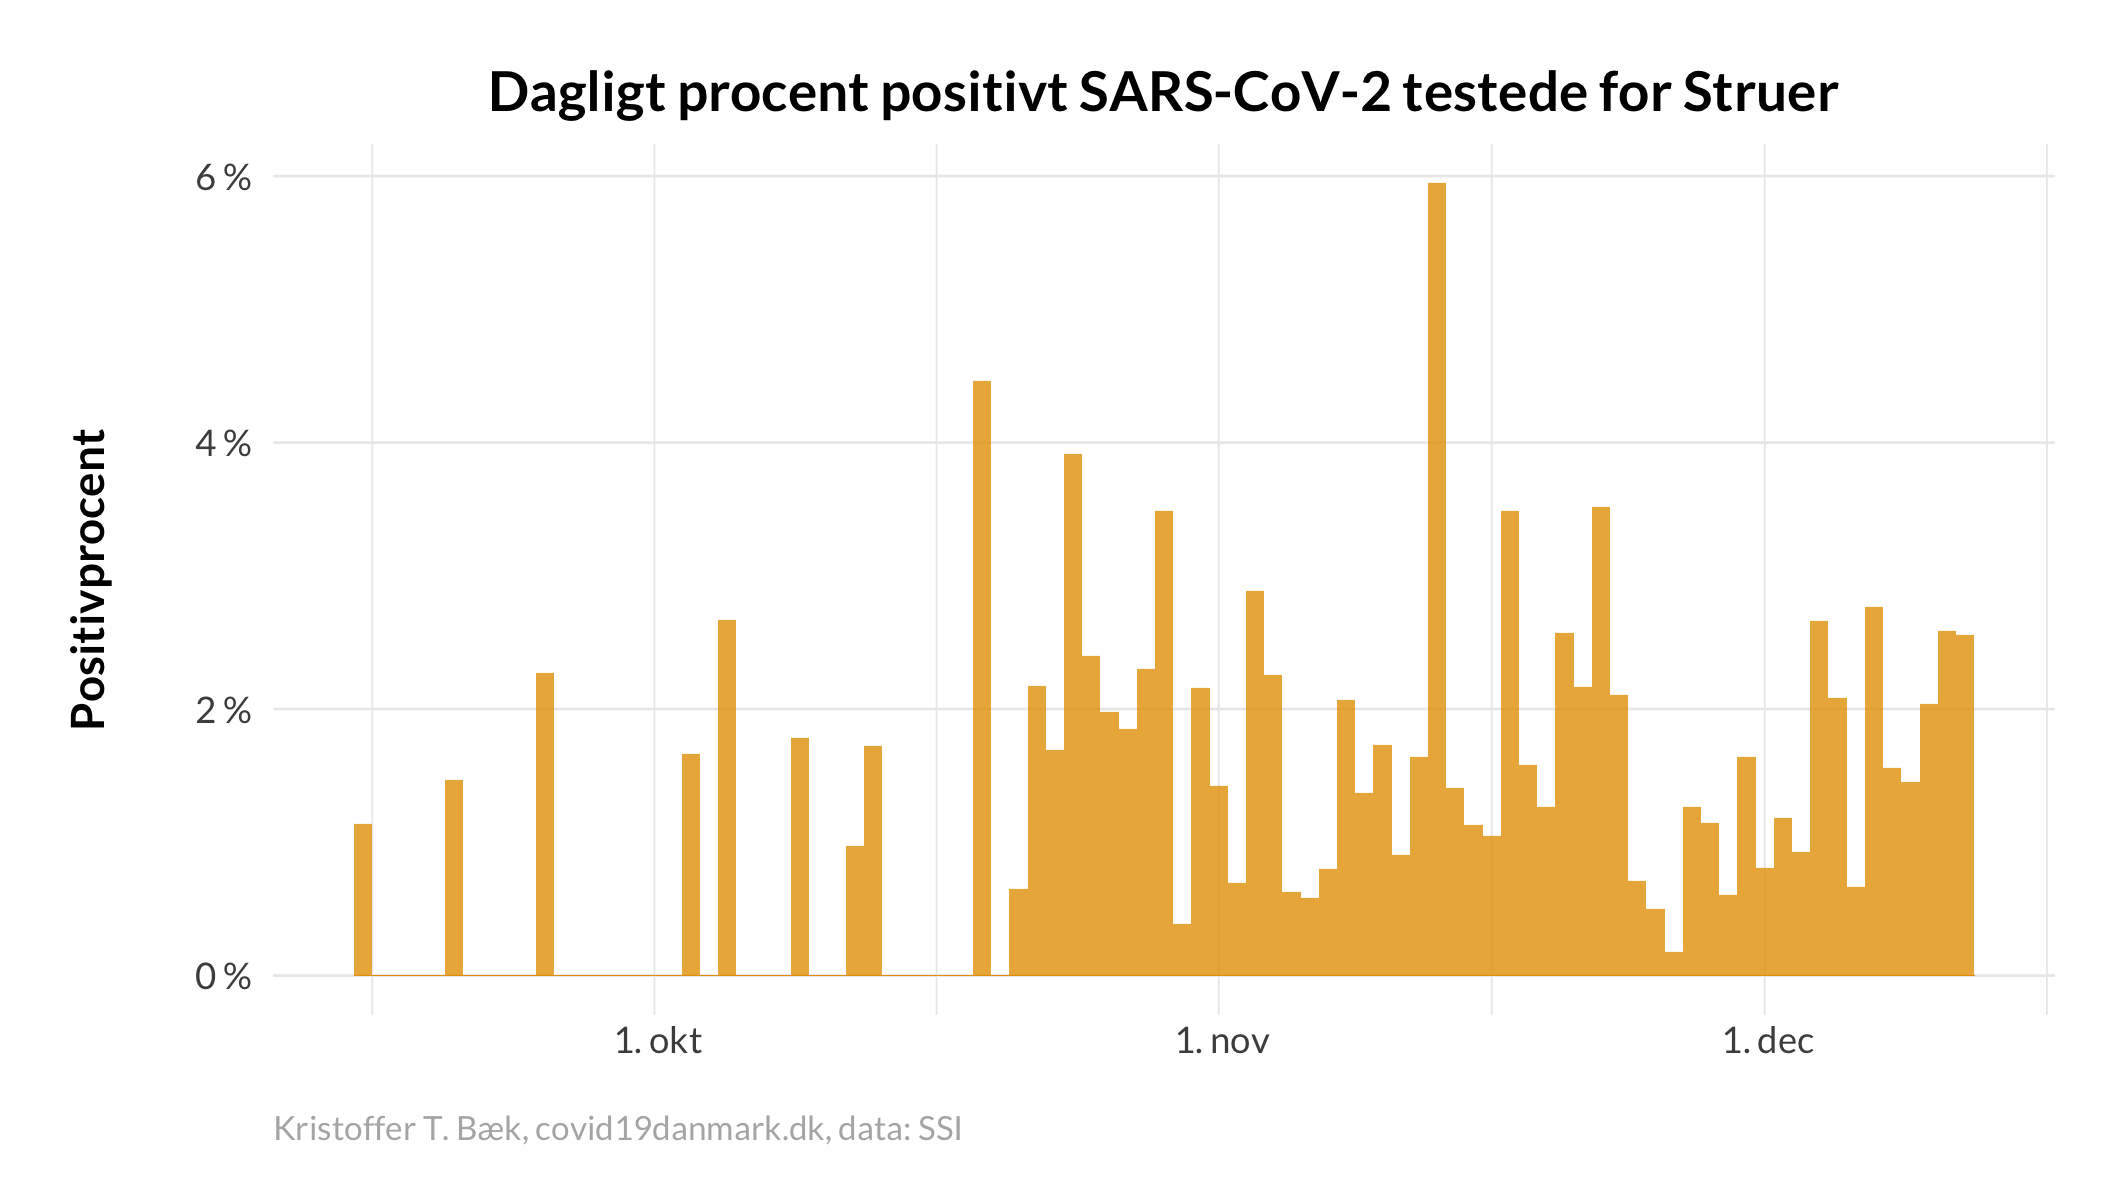 Dagligt procent positivt SARS-CoV-2 testede for Struer
Positivprocent
6 %
4 %
2 %
0 %
1. okt
1. nov
1. dec
Kristoffer T. Bæk, covid19danmark.dk, data: SSI